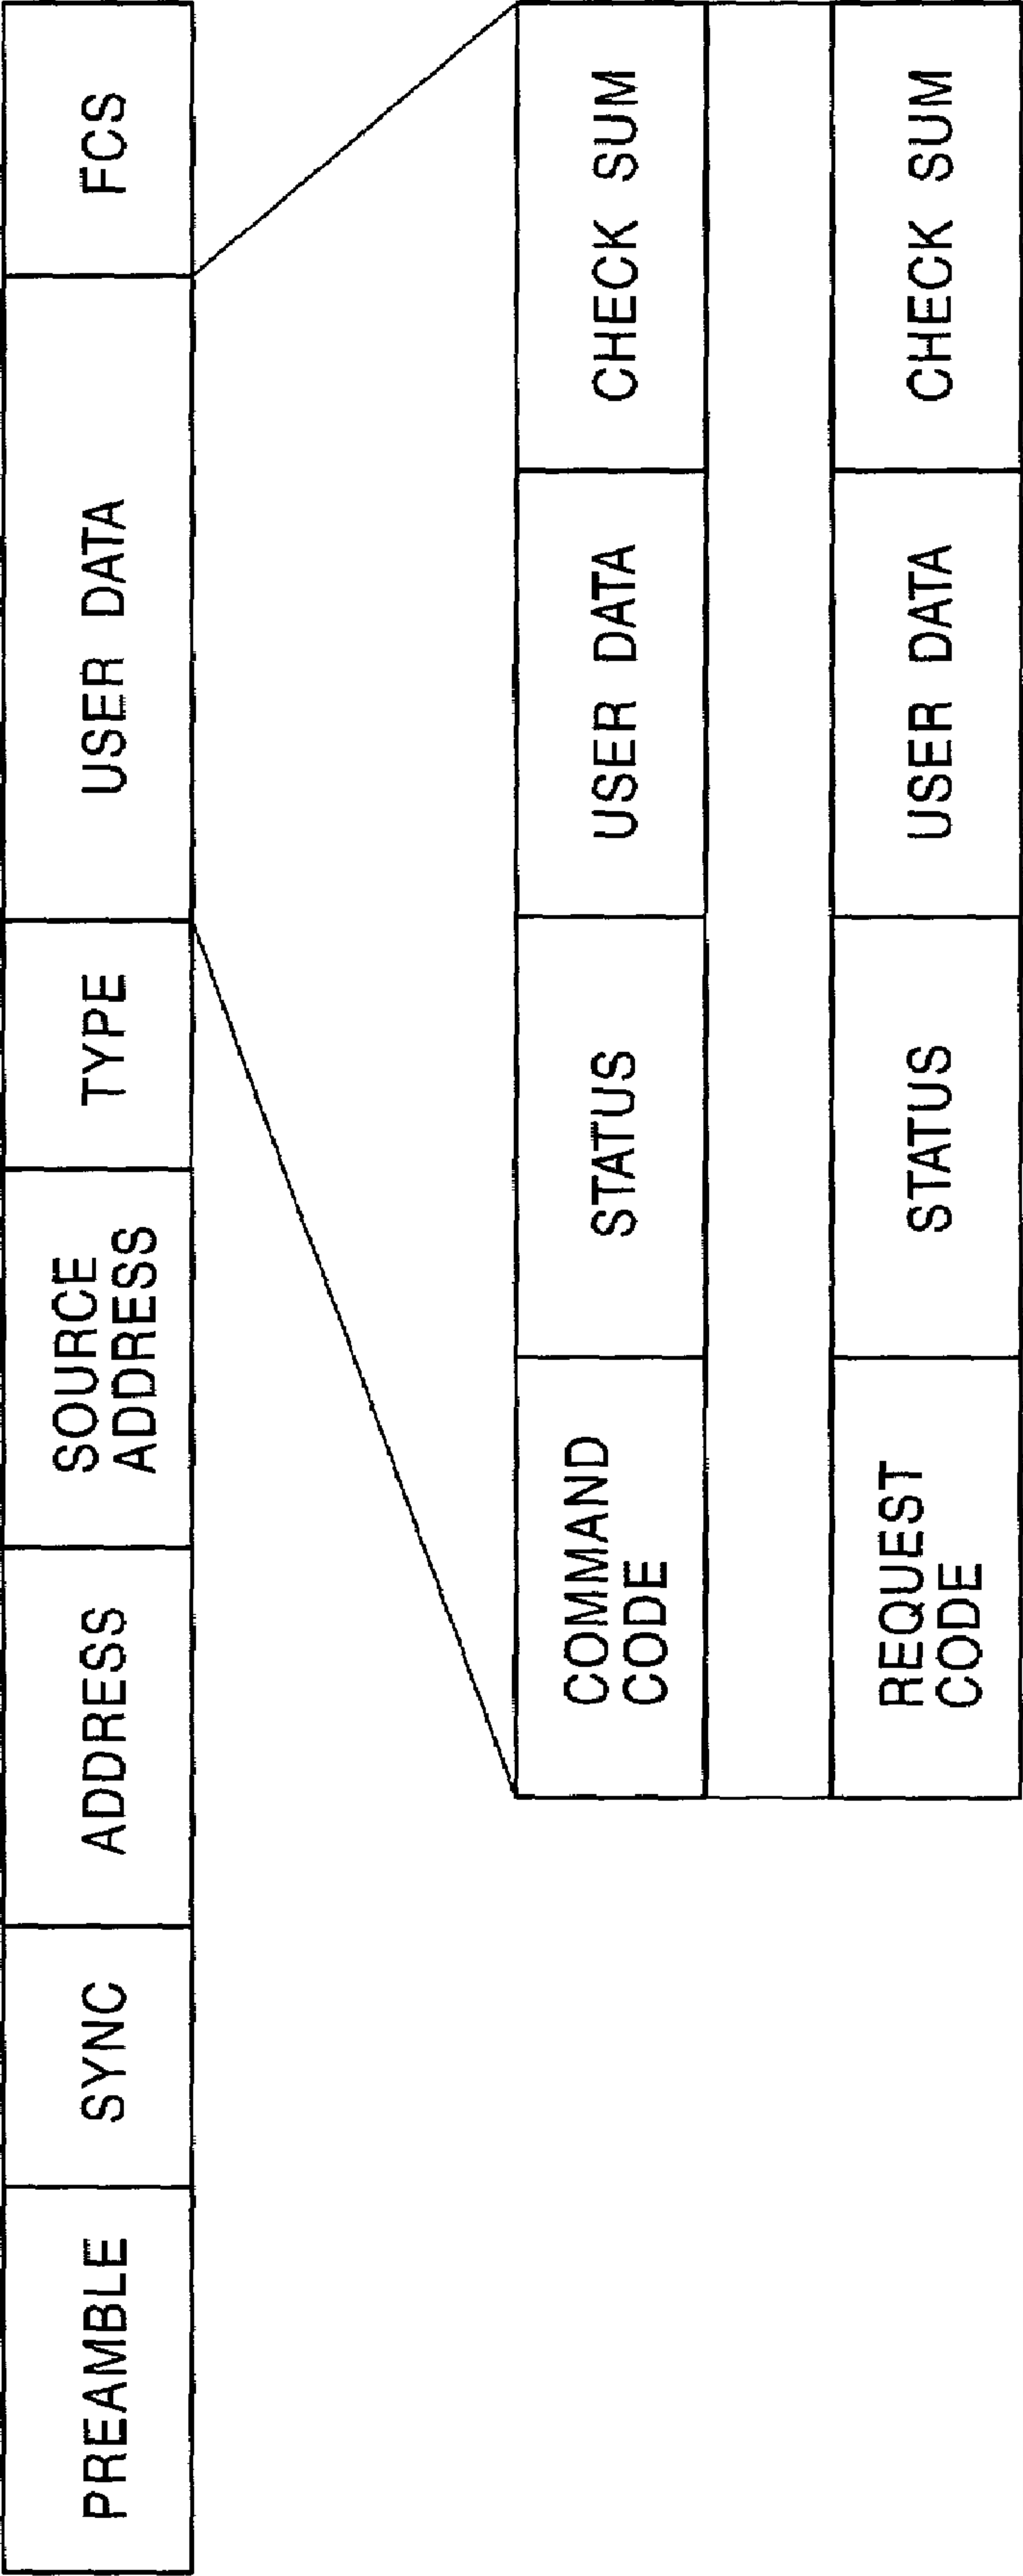 PREAMBLE
SYNC
ADDRESS
SOURCE
ADDRESS
TYPE
USER DATA
FCS
COMMAND
CODE
STATUS
USER DATA
CHECK SUM
REQUEST
CODE
STATUS
USER DATA
CHECK SUM